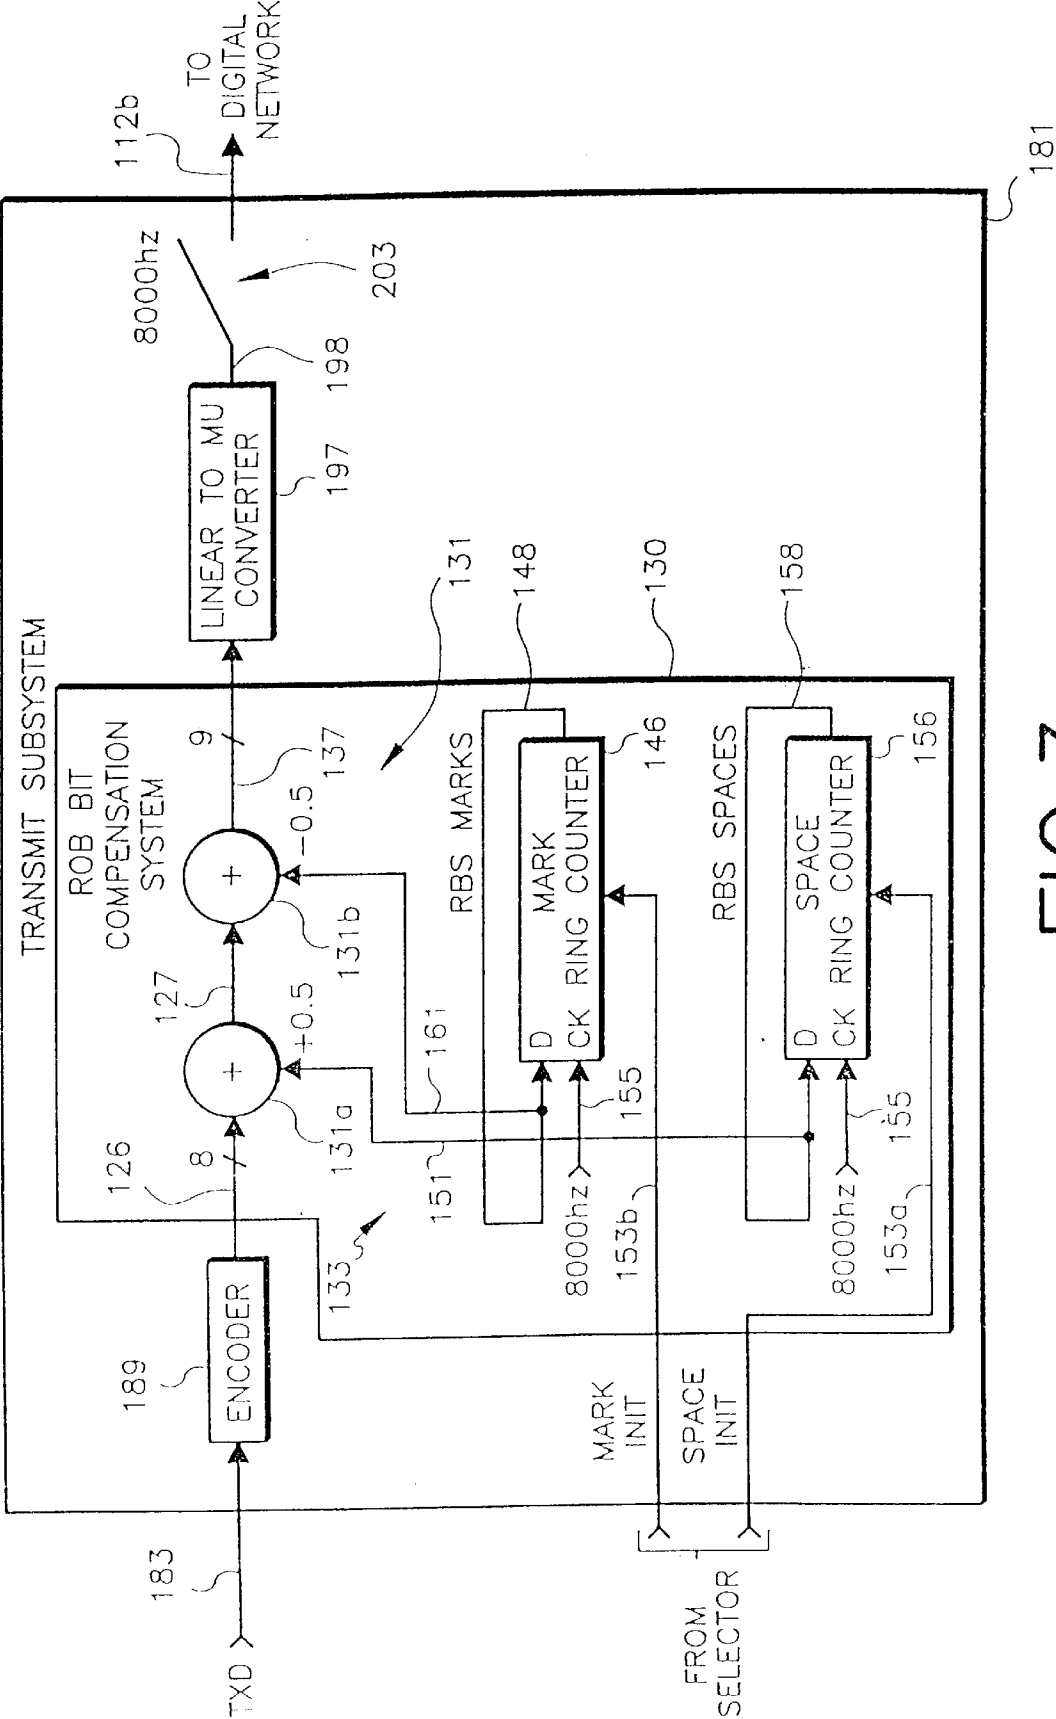 TRANSMIT SUBSYSTEM
ROB BIT
COMPENSATION
SYSTEM
TXD
183
189
ENCODER
126
8
+
131a
+0.5
127
+
131b
-0.5
9
137
LINEAR TO MU
CONVERTER
197
198
8000hz
203
112b
TO
DIGITAL
NETWORK
133
151
161
131
RBS MARKS
148
D MARK
CK RING COUNTER
146
8000hz
155
153b
130
RBS SPACES
158
D SPACE
CK RING COUNTER
156
8000hz
155
153a
MARK
INIT
SPACE
INIT
FROM
SELECTOR
181